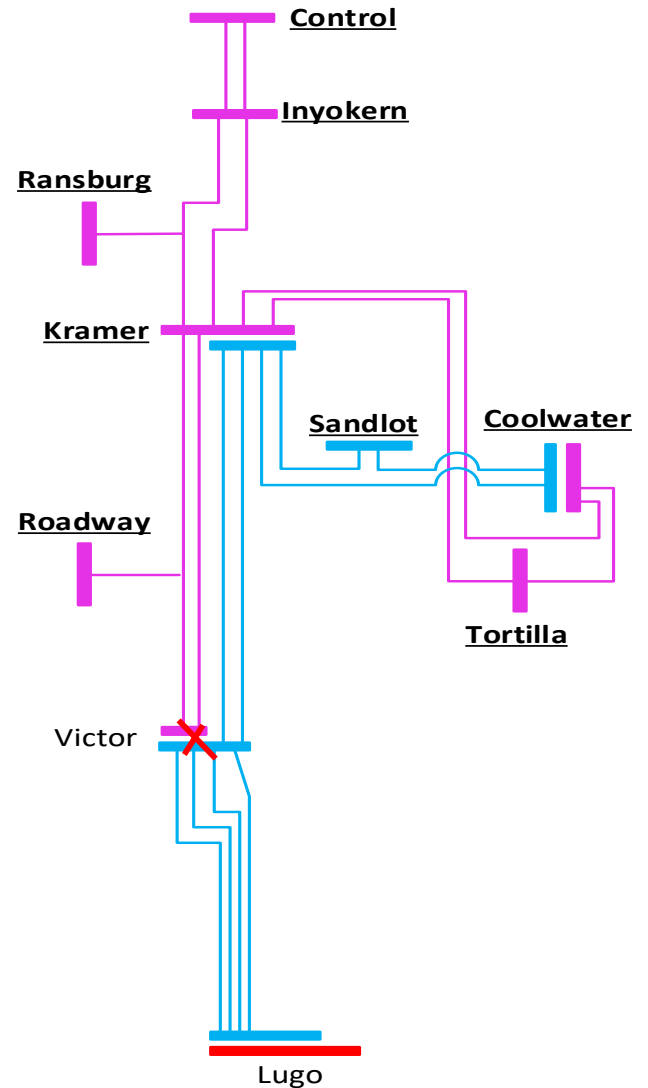 Control
Inyokern
Ransburg
Kramer
Sandlot
Coolwater
Roadway
Tortilla
Victor
Lugo